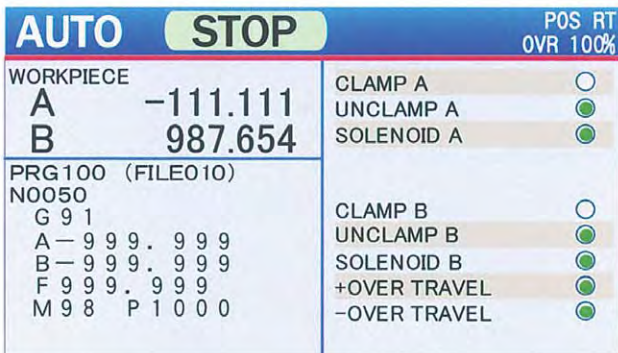 AUTO STOP POS RT
OVR 100%
WORKPIECE
A -111.111
B 987.654
PRG100 (FILE010)
N0050
G91
A-999.999
B-999.999
F999.999
M98 P1000
CLAMP A
UNCLAMP A
SOLENOID A
CLAMP B
UNCLAMP B
SOLENOID B
+OVER TRAVEL
-OVER TRAVEL